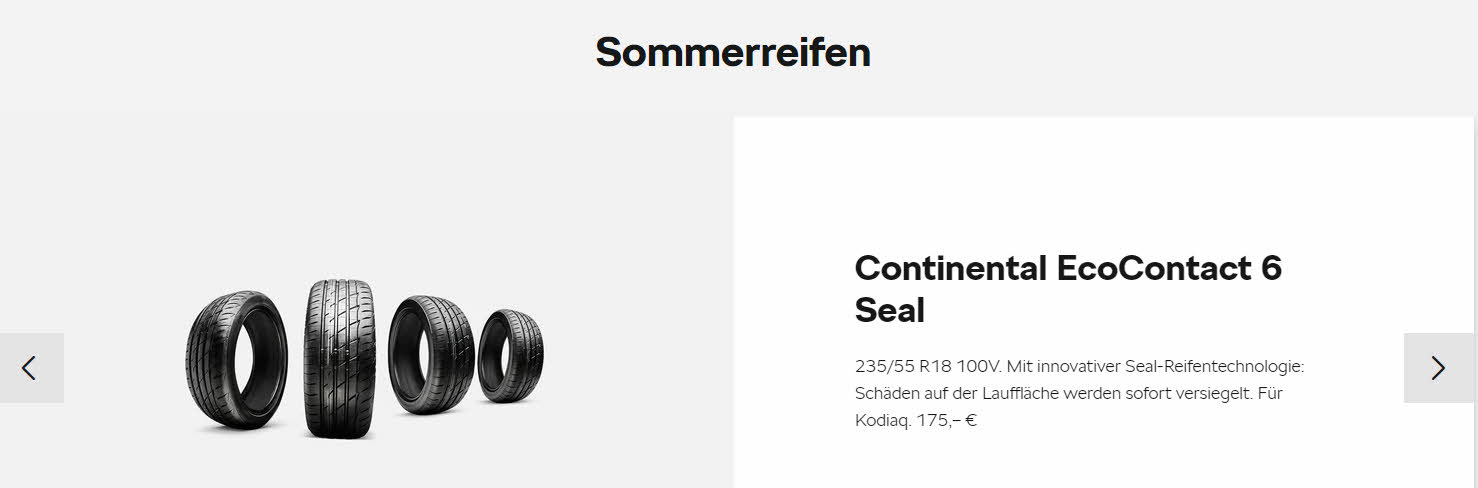 Sommerreifen
Continental EcoContact 6
Seal
235/55 R18 100V. Mit innovativer Seal-Reifentechnologie:
Schäden auf der Lauffläche werden sofort versiegelt. Für
Kodiaq. 175,– €